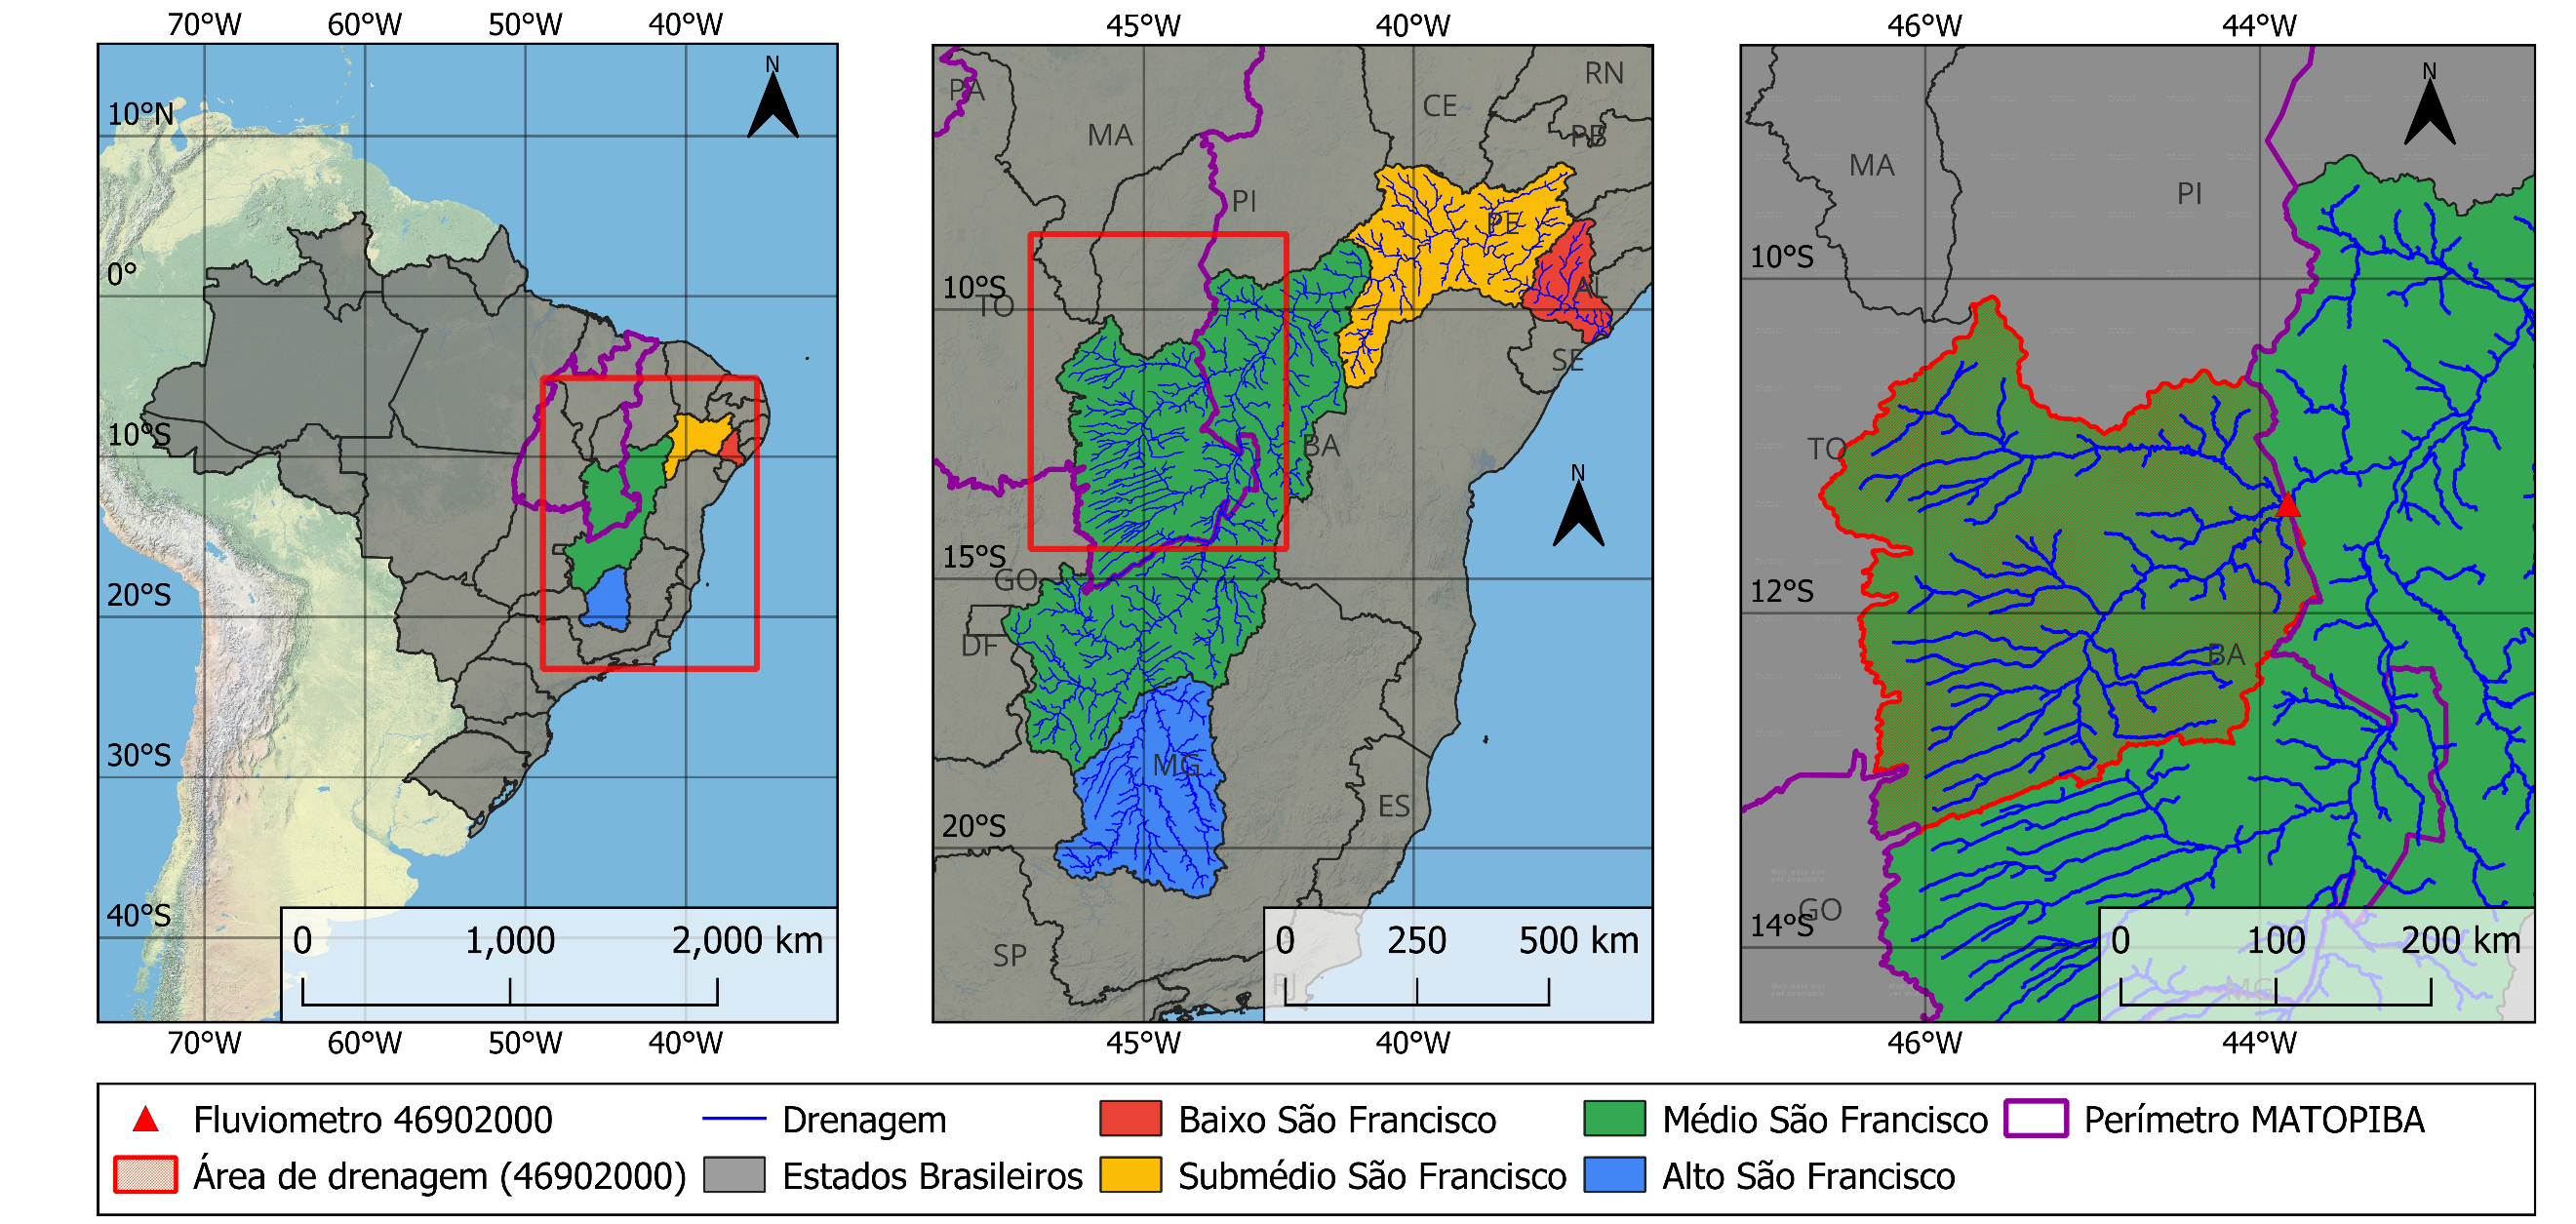 70°W 60°W 50°W 40°W
10°N
0°
10°S
20°S
30°S
40°S
N
0 1,000 2,000 km
70°W 60°W 50°W 40°W
45°W 40°W
PA
MA
CE
RN
PB
PI
PE
AL
10°S
TO
SE
BA
N
15°S
GO
DF
MG
ES
20°S
SP
RJ
0 250 500 km
45°W 40°W
46°W 44°W
N
MA
PI
10°S
TO
12°S
BA
GO
14°S
MG
0 100 200 km
46°W 44°W
Fluviometro 46902000
Drenagem
Baixo São Francisco
Médio São Francisco
Perímetro MATOPIBA
Área de drenagem (46902000)
Estados Brasileiros
Submédio São Francisco
Alto São Francisco